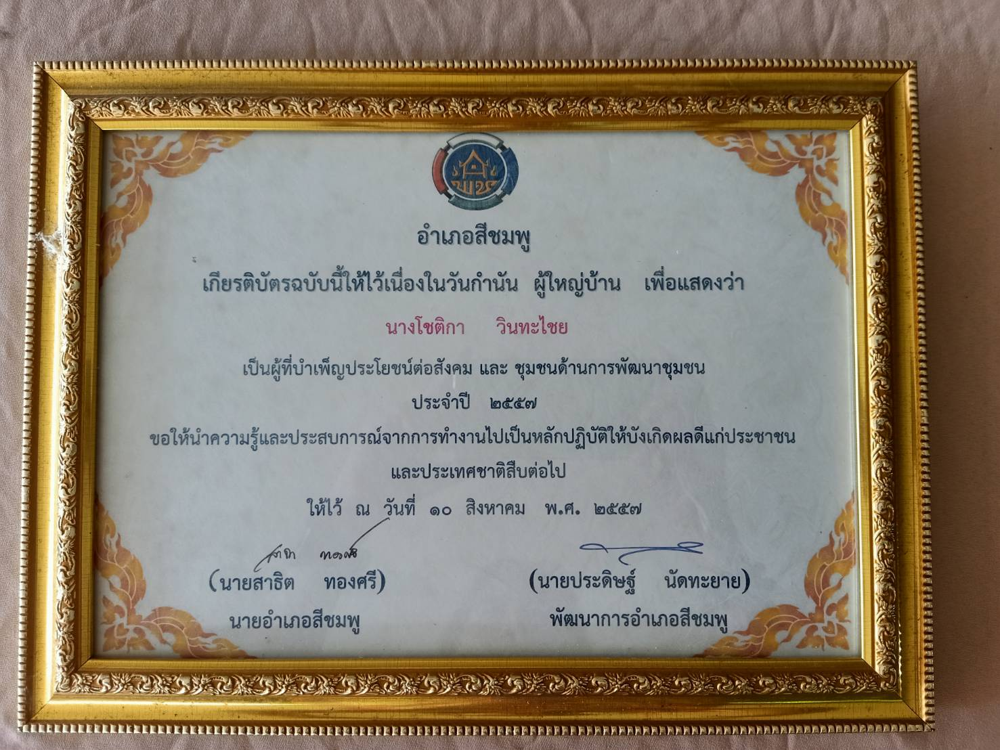 พช
อำเภอสีชมพู
เกียรติบัตรฉบับนี้ให้ไว้เนื่องในวันกำนัน ผู้ใหญ่บ้าน เพื่อแสดงว่า
นางโชติกา วินทะไชย
เป็นผู้ที่บำเพ็ญประโยชน์ต่อสังคม และ ชุมชนด้านการพัฒนาชุมชน
ประจำปี ๒๕๕๗
ขอให้นำความรู้และประสบการณ์จากการทำงานไปเป็นหลักปฏิบัติให้บังเกิดผลดีแก่ประชาชน
และประเทศชาติสืบต่อไป
ให้ไว้ ณ วันที่ ๑๐ สิงหาคม พ.ศ. ๒๕๕๗
(นายสาธิต ทองศรี) (นายประดิษฐ์ นัดทะยาย)
นายอำเภอสีชมพู พัฒนาการอำเภอสีชมพู